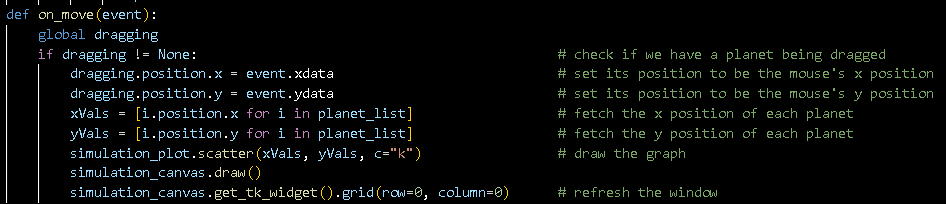 def on_move(event):
    global dragging
    if dragging != None:                                             # check if we have a planet being dragged
        dragging.position.x = event.xdata                            # set its position to be the mouse's x position
        dragging.position.y = event.ydata                            # set its position to be the mouse's y position
        xVals = [i.position.x for i in planet_list]                  # fetch the x position of each planet
        yVals = [i.position.y for i in planet_list]                  # fetch the y position of each planet
        simulation_plot.scatter(xVals, yVals, c="k")                 # draw the graph
        simulation_canvas.draw()
        simulation_canvas.get_tk_widget().grid(row=0, column=0)      # refresh the window